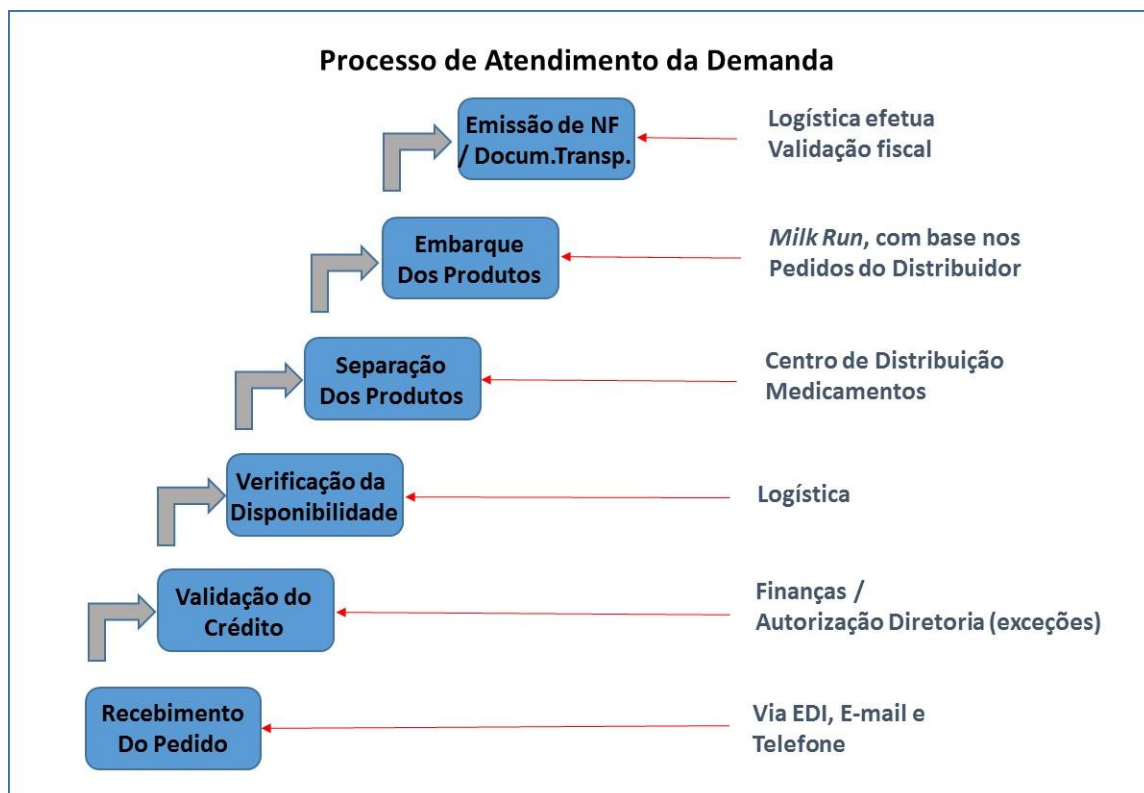 Processo de Atendimento da Demanda
Emissão de NF
/ Docum.Transp.
Logística efetua
Validação fiscal
Embarque
Dos Produtos
Milk Run, com base nos
Pedidos do Distribuidor
Separação
Dos Produtos
Centro de Distribuição
Medicamentos
Verificação da
Disponibilidade
Logística
Validação do
Crédito
Finanças /
Autorização Diretoria (exceções)
Recebimento
Do Pedido
Via EDI, E-mail e
Telefone